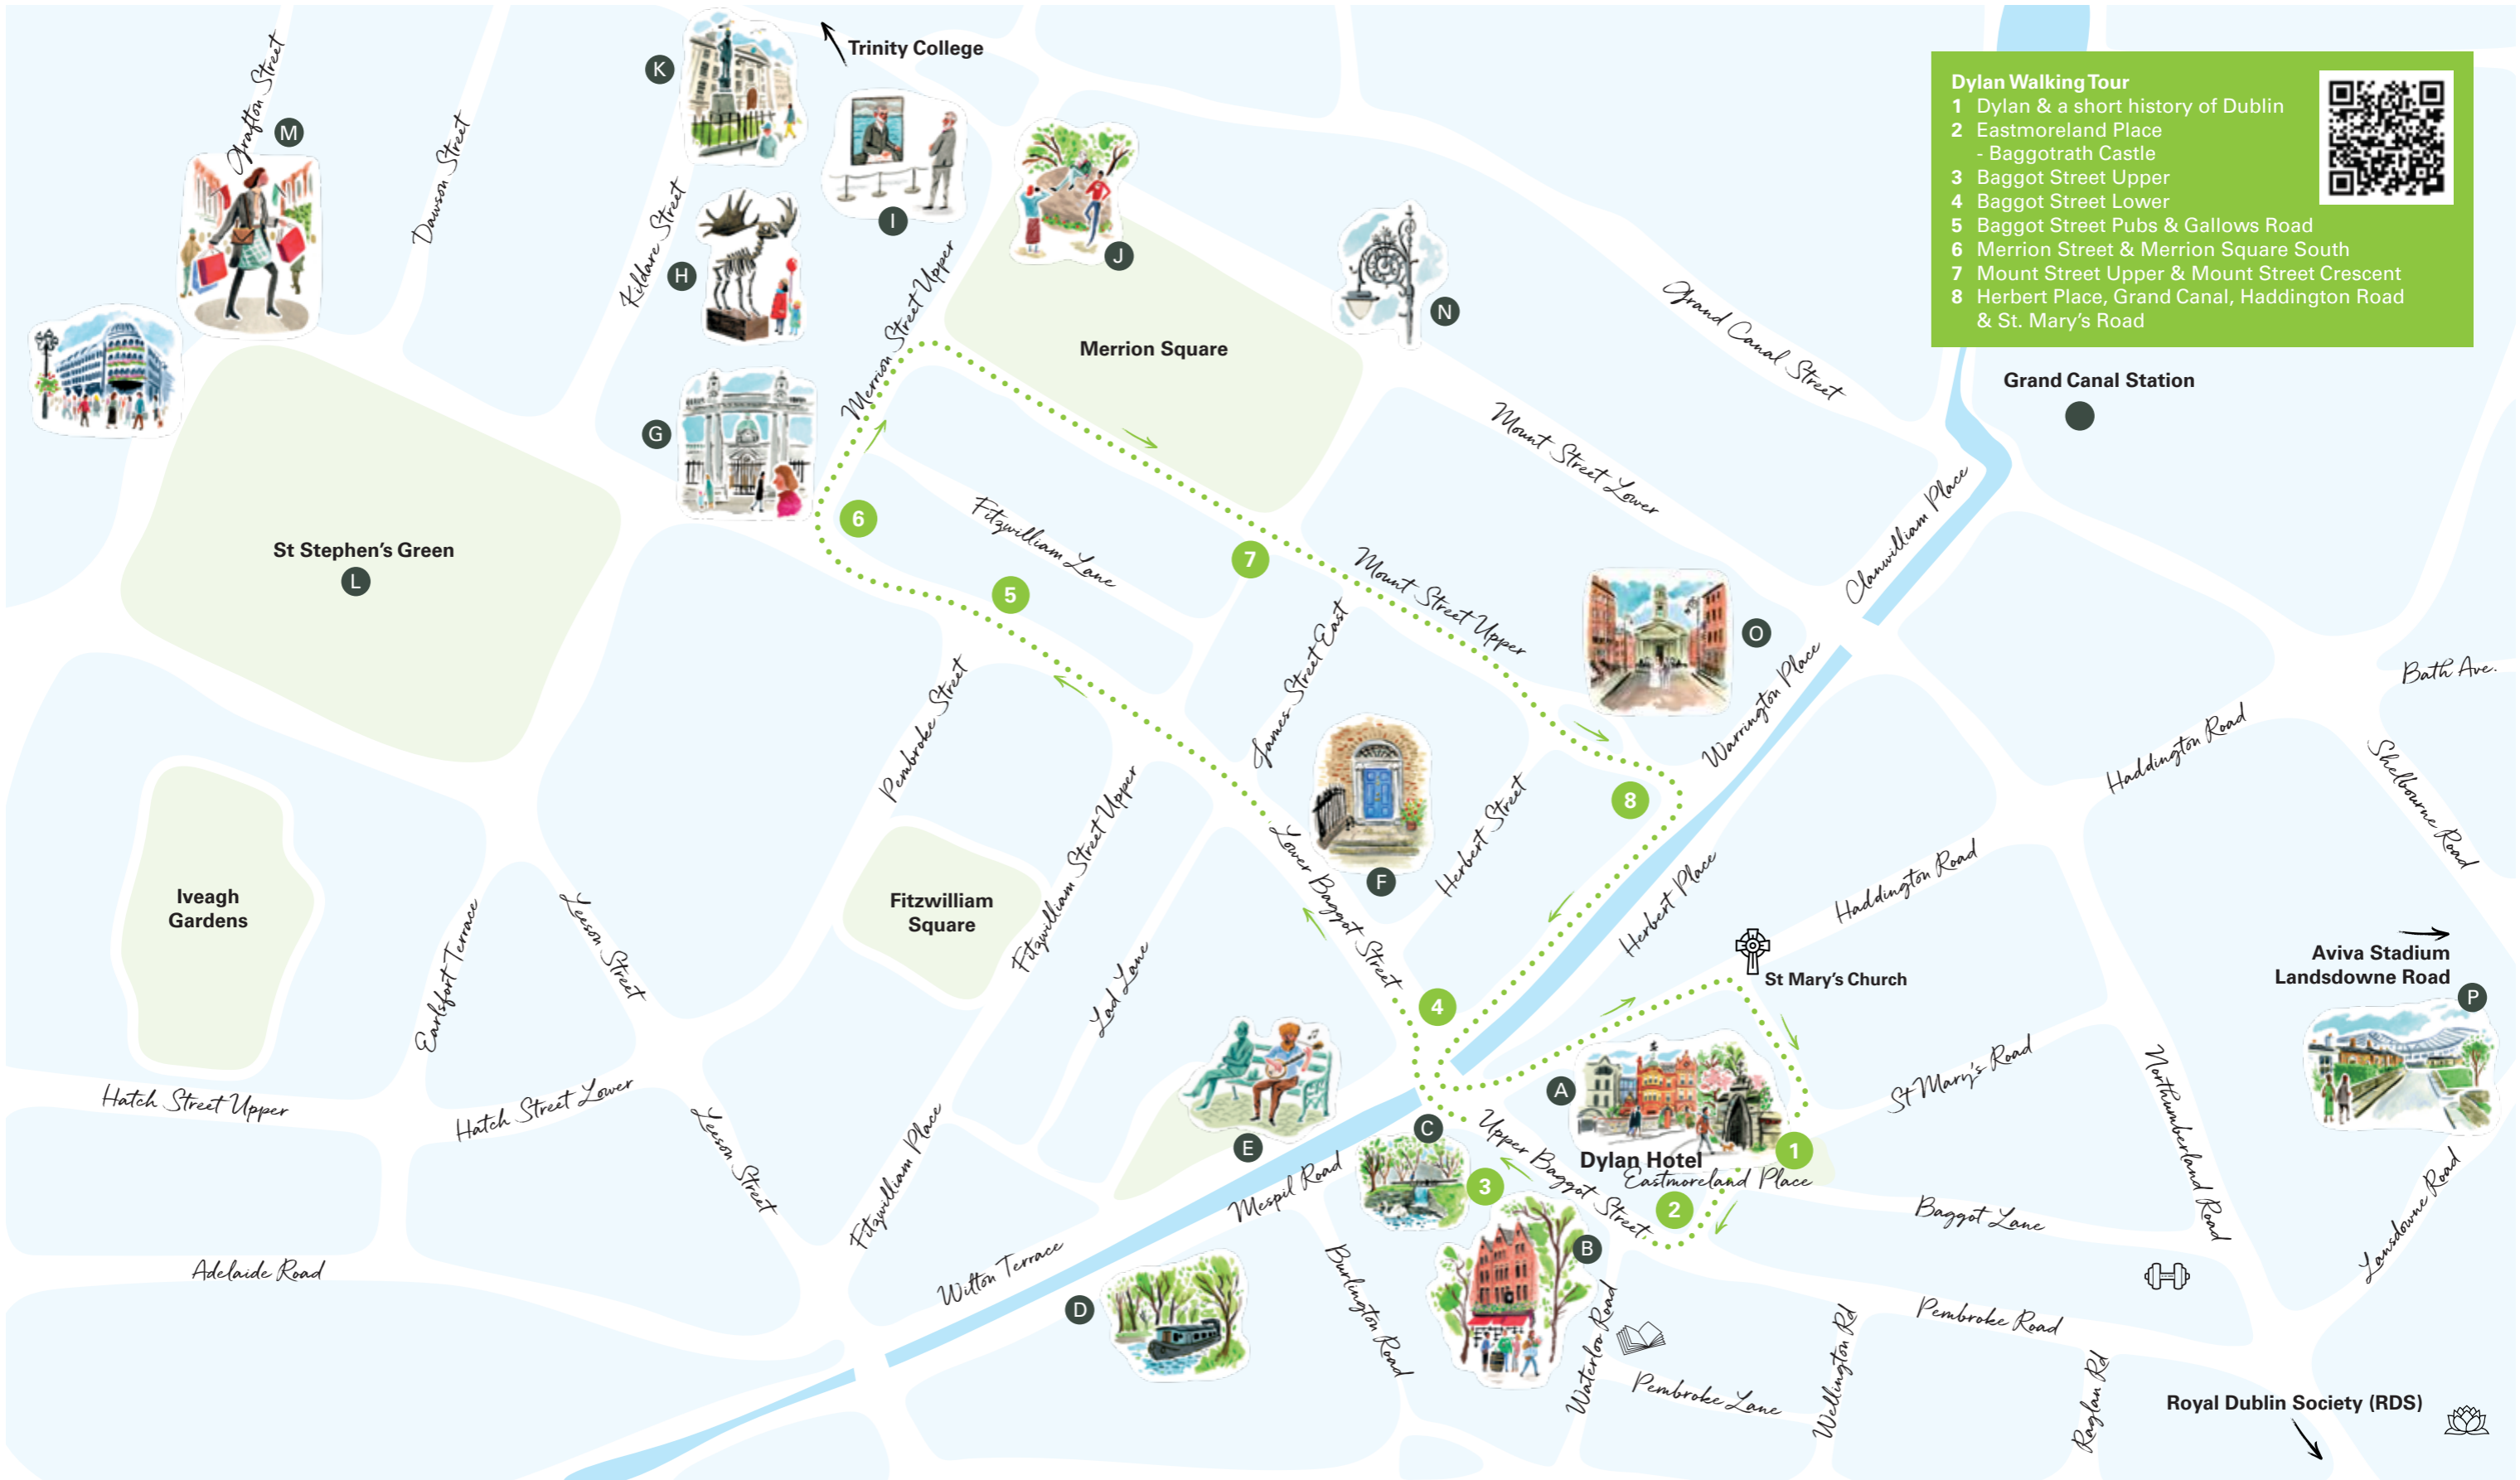 Trinity College
K
Grafton Street
M
Dawson Street
Kildare Street
I
J
H
Merrion Street Upper
N
Merrion Square
Grand Canal Street
Dylan Walking Tour
1 Dylan & a short history of Dublin
2 Eastmoreland Place
- Baggotrath Castle
3 Baggot Street Upper
4 Baggot Street Lower
5 Baggot Street Pubs & Gallows Road
6 Merrion Street & Merrion Square South
7 Mount Street Upper & Mount Street Crescent
8 Herbert Place, Grand Canal, Haddington Road
& St. Mary's Road
Grand Canal Station
G
6
Fitzwilliam Lane
Mount Street Lower
Clanwilliam Place
St Stephen's Green
L
5
7
Mount Street Upper
O
Warrington Place
Bath Ave.
Pembroke Street
James Street East
Haddington Road
Shelbourne Road
8
Fitzwilliam Street Upper
Lower Baggot Street
F
Herbert Street
Herbert Place
Haddington Road
Iveagh
Gardens
Earlsfort Terrace
Leeson Street
Fitzwilliam
Square
Lad Lane
4
St Mary's Church
Aviva Stadium
Landsdowne Road
P
Hatch Street Upper
Hatch Street Lower
Leeson Street
Fitzwilliam Place
E
C
A
Upper Baggot Street
Dylan Hotel
1
Eastmoreland Place
St Mary's Road
Northumberland Road
Mespil Road
3
2
Baggot Lane
Lansdowne Road
Adelaide Road
Wilton Terrace
D
Burlington Road
B
Waterloo Road
Pembroke Lane
Wellington Rd
Pembroke Road
Raglan Rd
Royal Dublin Society (RDS)